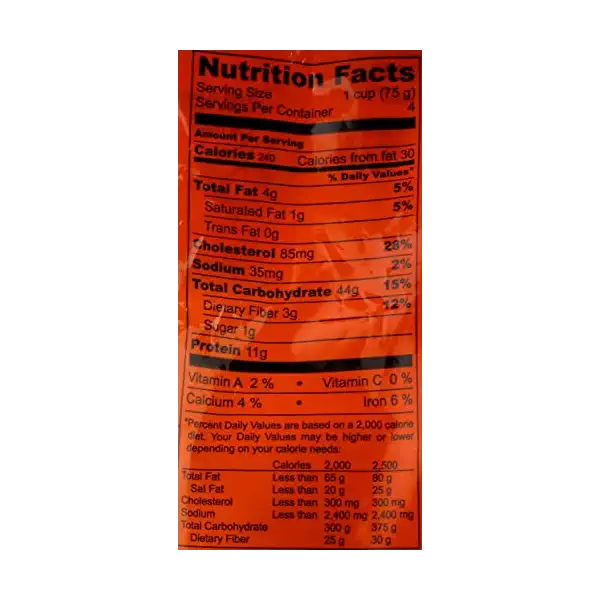 Nutrition Facts
Serving Size 1 cup (75 g)
Servings Per Container 4
Amount Per Serving
Calories 240 Calories from fat 30
% Daily Values*
Total Fat 4g 5%
Saturated Fat 1g 5%
Trans Fat 0g
Cholesterol 85mg 28%
Sodium 35mg 2%
Total Carbohydrate 44g 15%
Dietary Fiber 3g 12%
Sugar 1g
Protein 11g
Vitamin A 2 % • Vitamin C 0 %
Calcium 4 % • Iron 6 %
*Percent Daily Values are based on a 2,000 calorie
diet. Your Daily Values may be higher or lower
depending on your calorie needs:
Calories 2,000 2,500
Total Fat Less than 65 g 80 g
Sal Fat Less than 20 g 25 g
Cholesterol Less than 300 mg 300 mg
Sodium Less than 2,400 mg 2,400 mg
Total Carbohydrate 300 g 375 g
Dietary Fiber 25 g 30 g